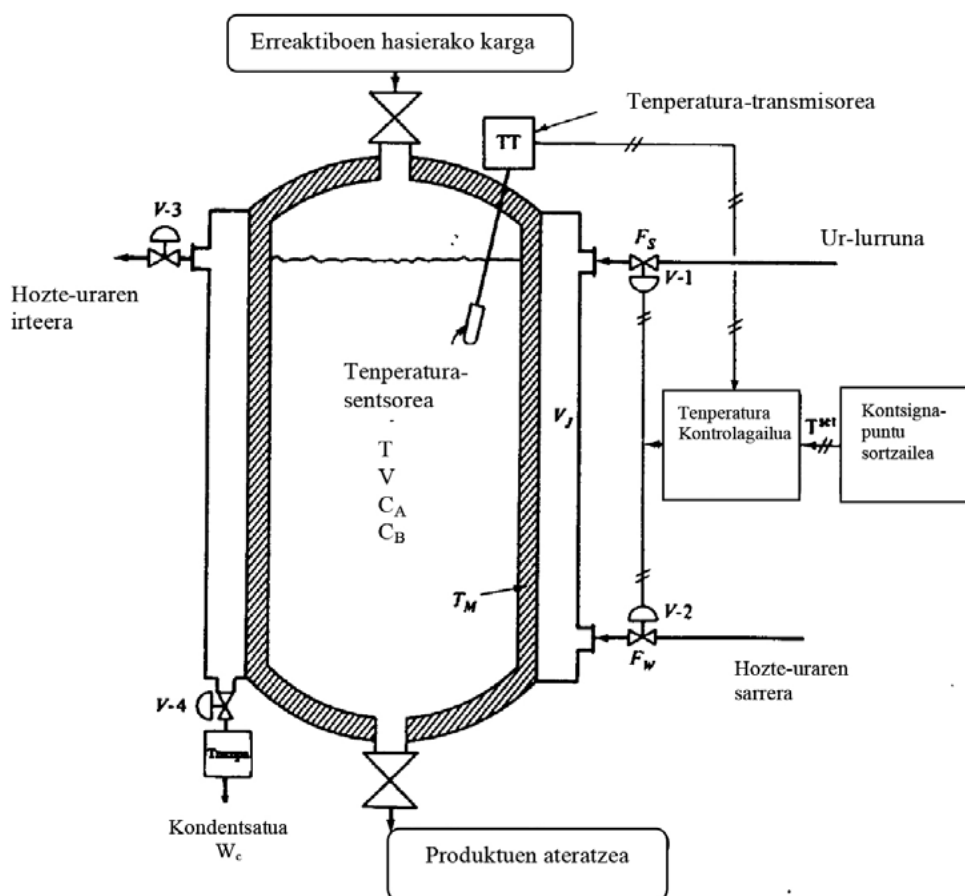 Erreaktiboen hasierako karga
Tenperatura-transmisorea
TT
V-3
F_S
Ur-lurruna
V-1
Hozte-uraren
irteera
Tenperatura-
sentsorea
T
V
C_A
C_B
V_J
Tenperatura
Kontrolagailua
T^set
Kontsigna-
puntu
sortzailea
T_M
V-2
F_W
Hozte-uraren
sarrera
V-4
Kondentsatua
W_c
Produktuen ateratzea